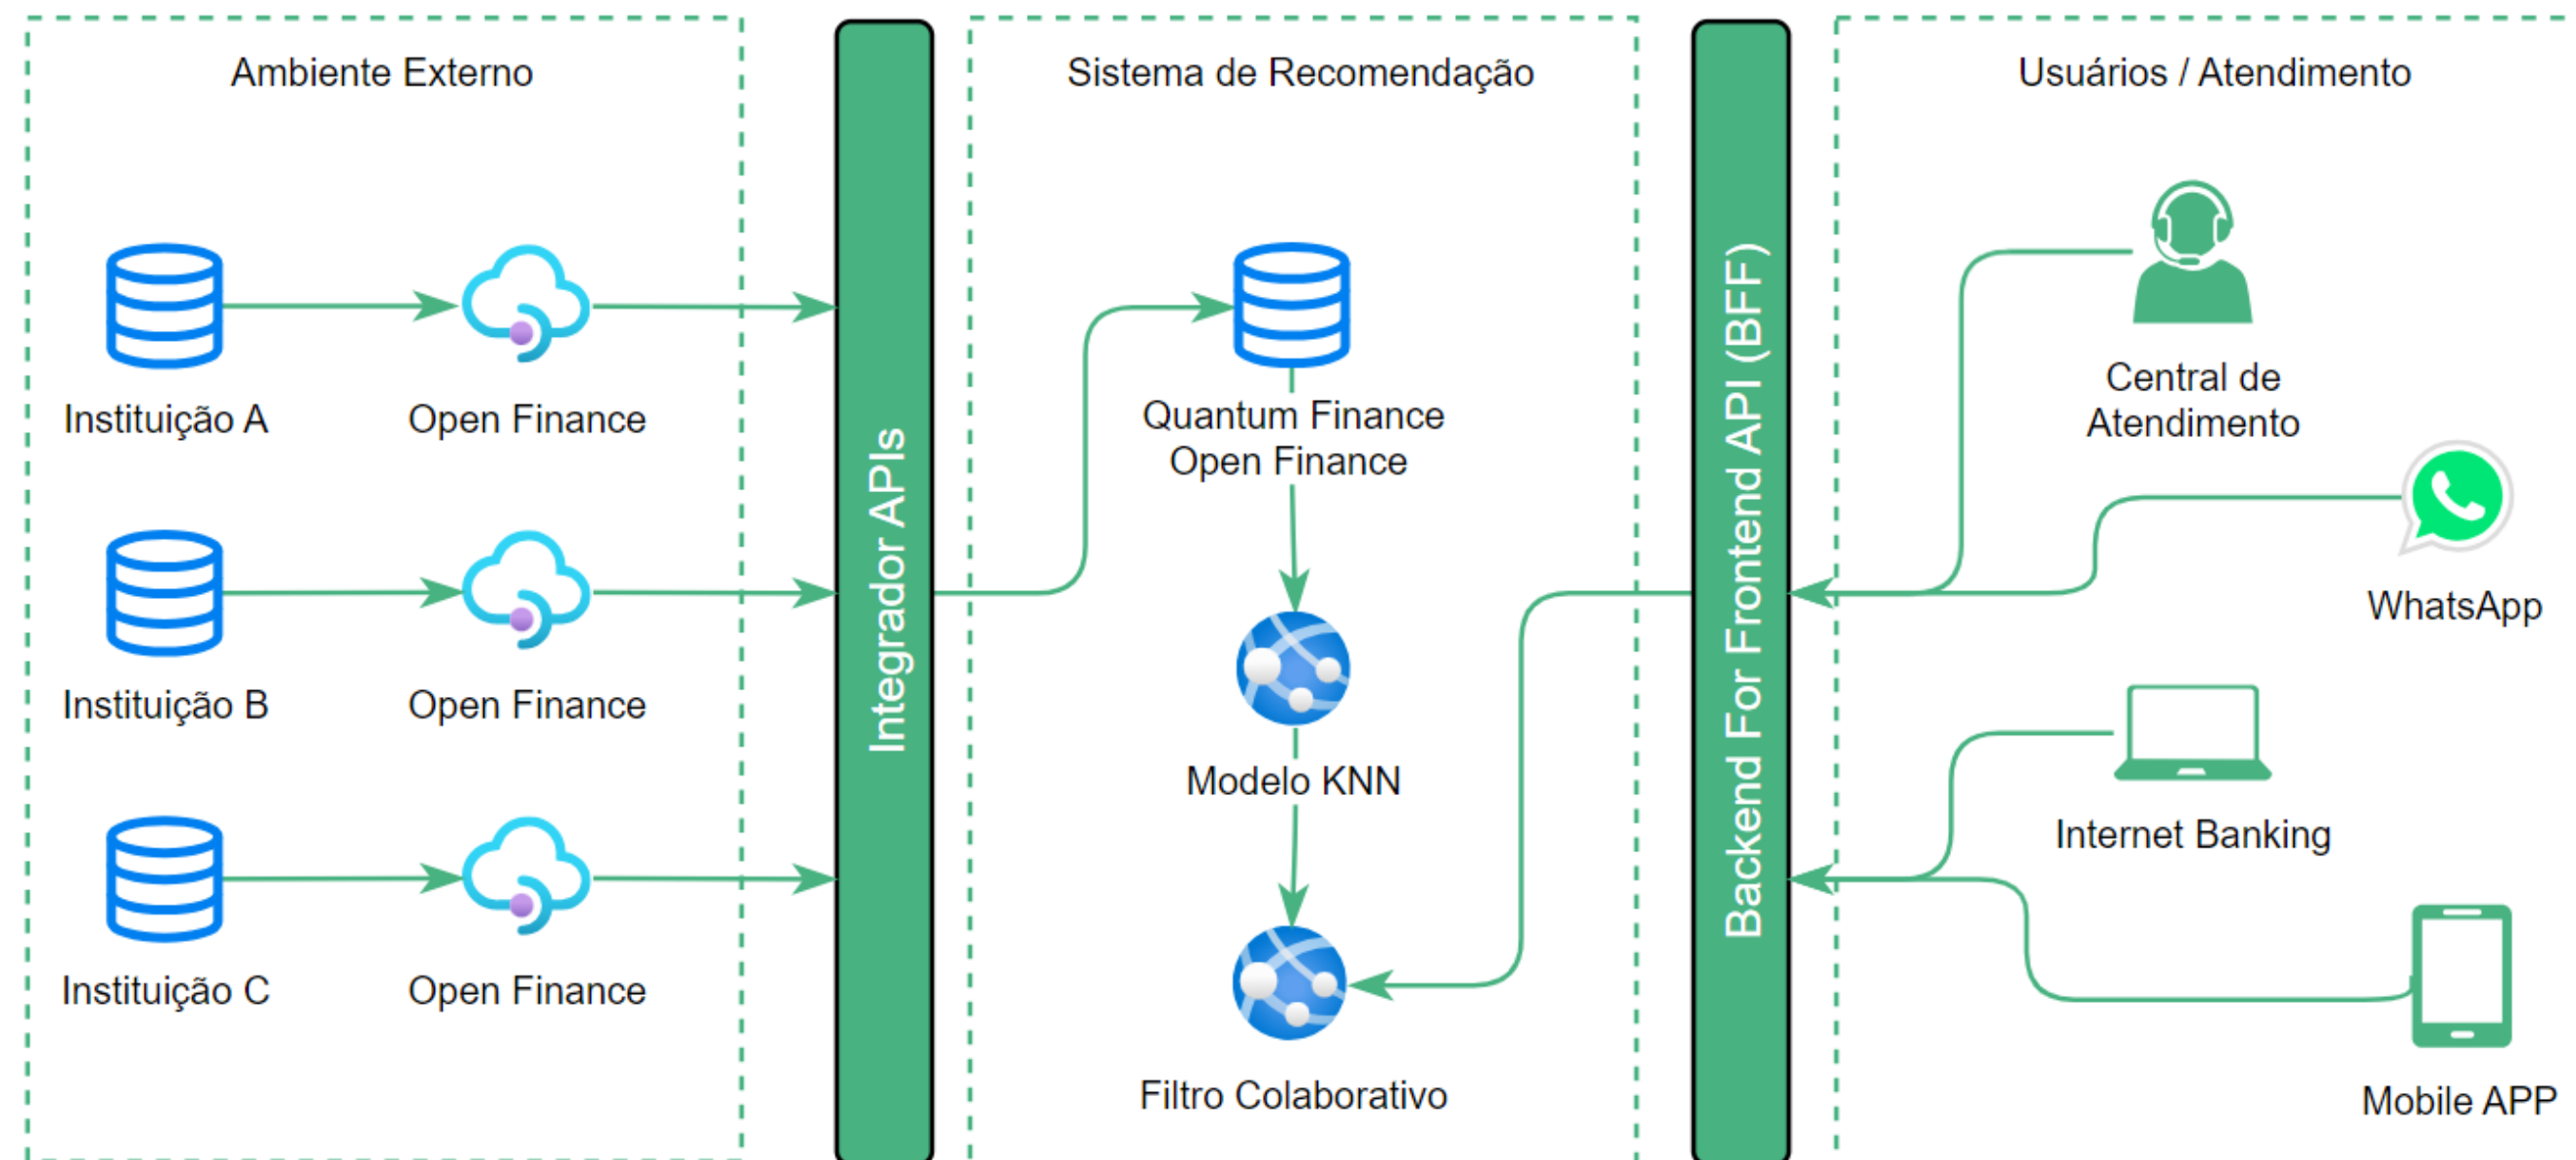 Ambiente Externo
Instituição A
Open Finance
Instituição B
Open Finance
Instituição C
Open Finance
Integrador APIs
Sistema de Recomendação
Quantum Finance
Open Finance
Modelo KNN
Filtro Colaborativo
Backend For Frontend API (BFF)
Usuários / Atendimento
Central de
Atendimento
WhatsApp
Internet Banking
Mobile APP